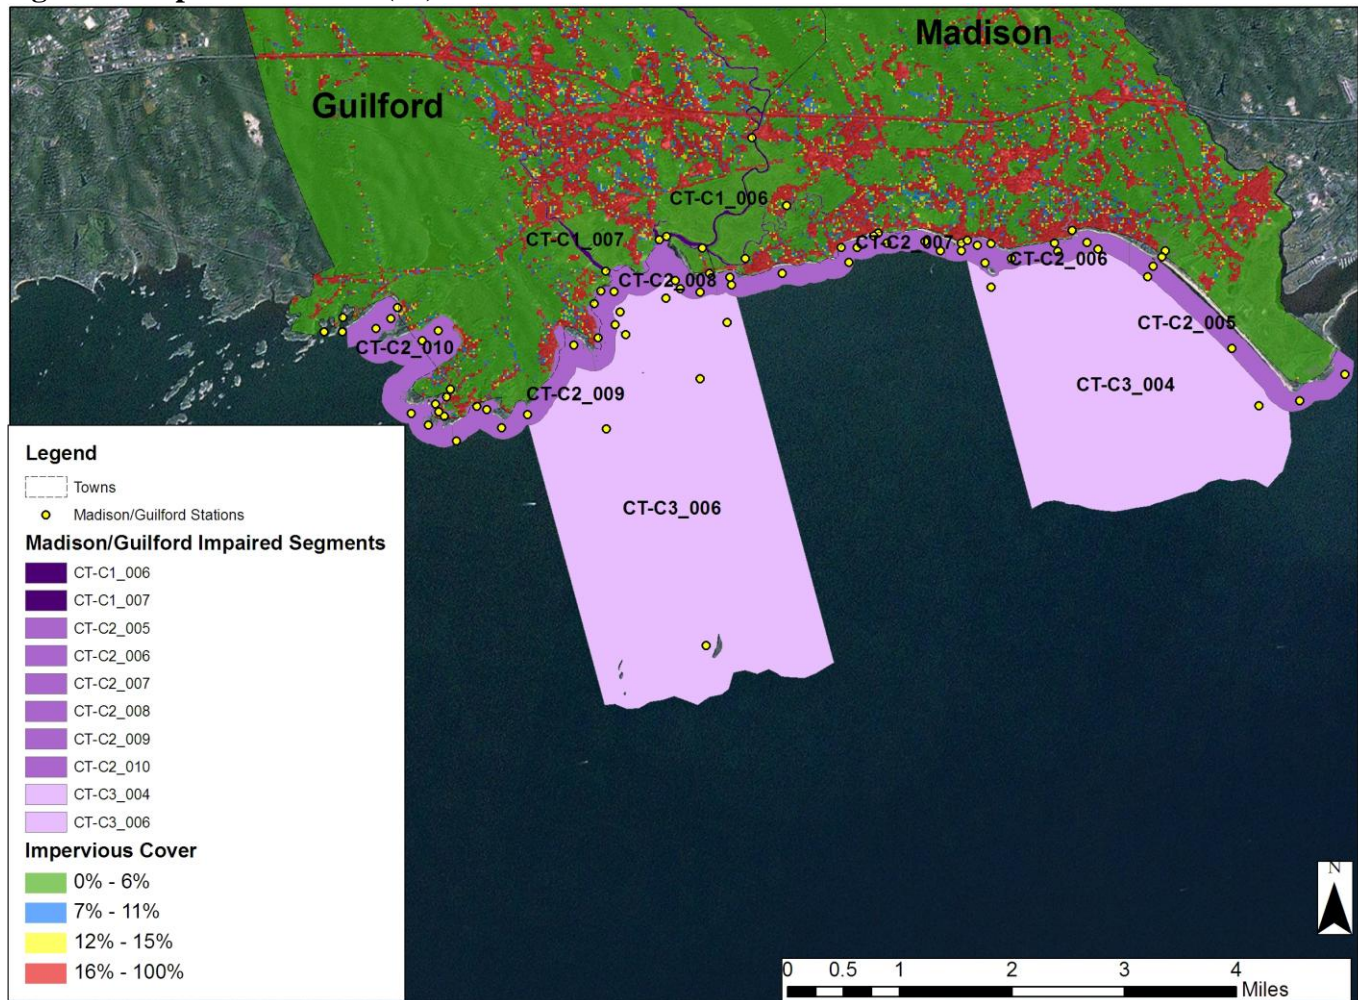 Madison
Guilford
CT-C1_006
CT-C1_007
CT-C2_007
CT-C2_006
CT-C2_008
CT-C2_005
CT-C2_010
CT-C3_004
CT-C2_009
CT-C3_006
Legend
Towns
Madison/Guilford Stations
Madison/Guilford Impaired Segments
CT-C1_006
CT-C1_007
CT-C2_005
CT-C2_006
CT-C2_007
CT-C2_008
CT-C2_009
CT-C2_010
CT-C3_004
CT-C3_006
Impervious Cover
0% - 6%
7% - 11%
12% - 15%
16% - 100%
N
0 0.5 1 2 3 4
Miles